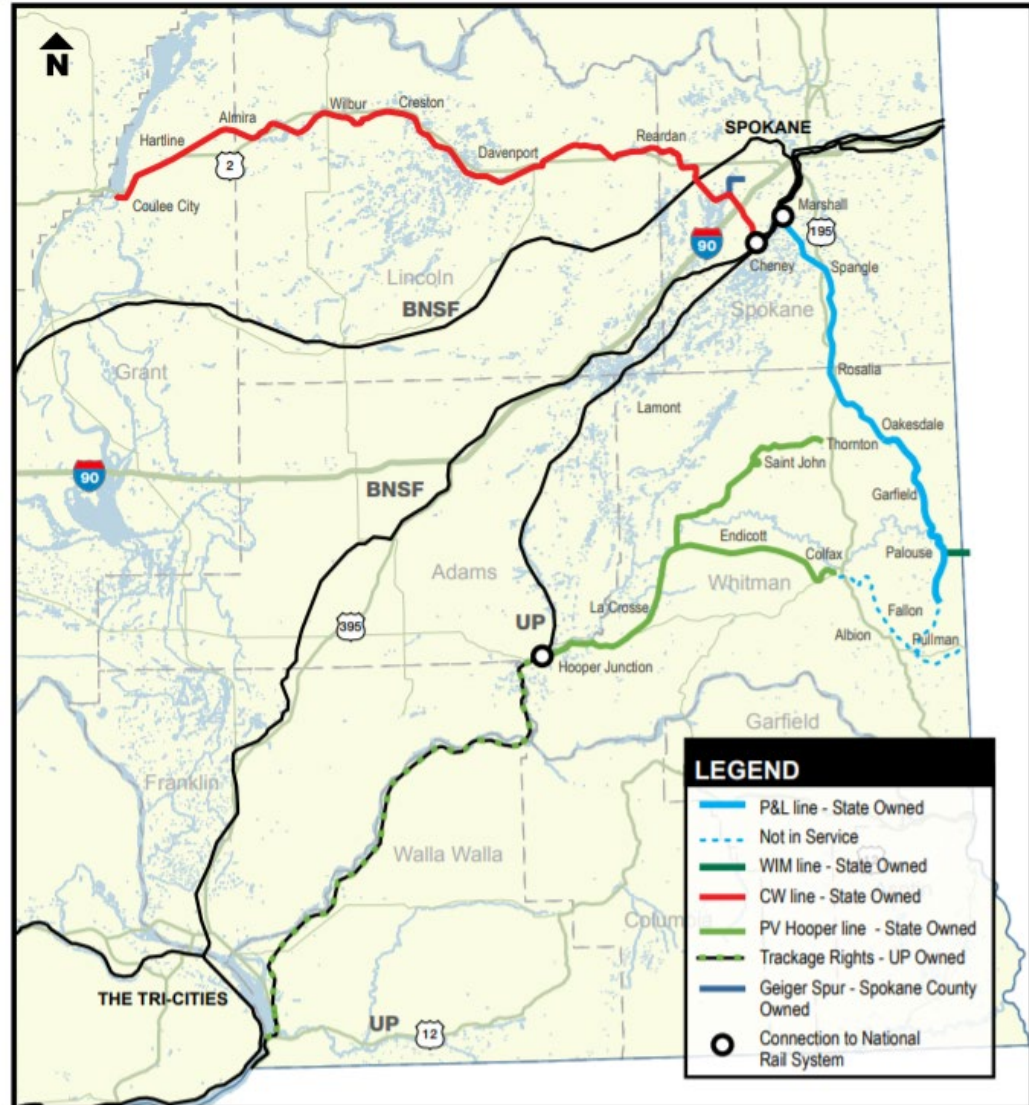 N
Almira
Wilbur
Creston
Hartline
Reardan
SPOKANE
Davenport
2
Coulee City
Marshall
195
90
Cheney
Spangle
Lincoln
BNSF
Spokane
Grant
Rosalia
Lamont
Oakesdale
Thornton
Saint John
90
BNSF
Garfield
Endicott
Colfax
Palouse
Adams
Whitman
La Crosse
Fallon
395
UP
Albion
Pullman
Hooper Junction
Garfield
Franklin
Walla Walla
Columbia
THE TRI-CITIES
UP
12
LEGEND
P&L line - State Owned
Not in Service
WIM line - State Owned
CW line - State Owned
PV Hooper line - State Owned
Trackage Rights - UP Owned
Geiger Spur - Spokane County
Owned
Connection to National
Rail System